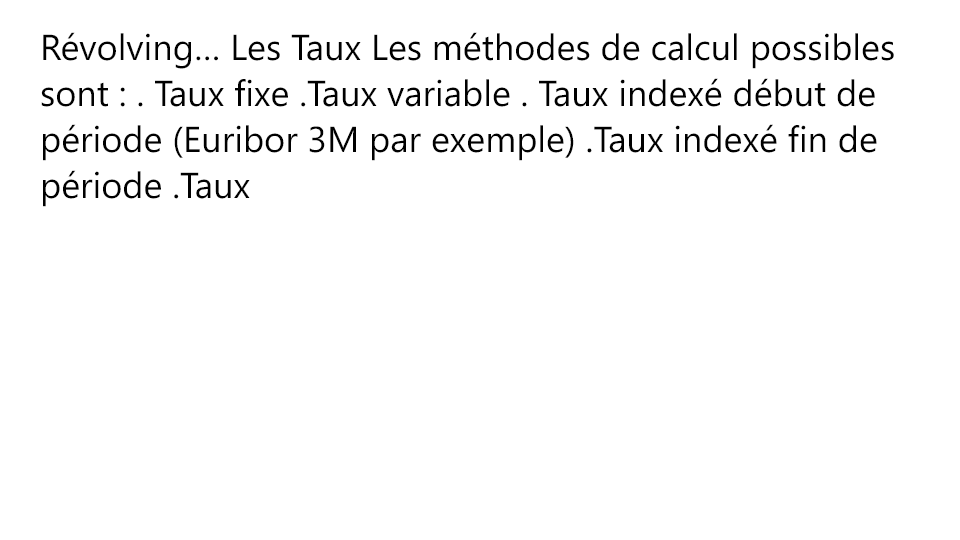 Révolving... Les Taux Les méthodes de calcul possibles
sont : . Taux fixe .Taux variable . Taux indexé début de
période (Euribor 3M par exemple) .Taux indexé fin de
période .Taux